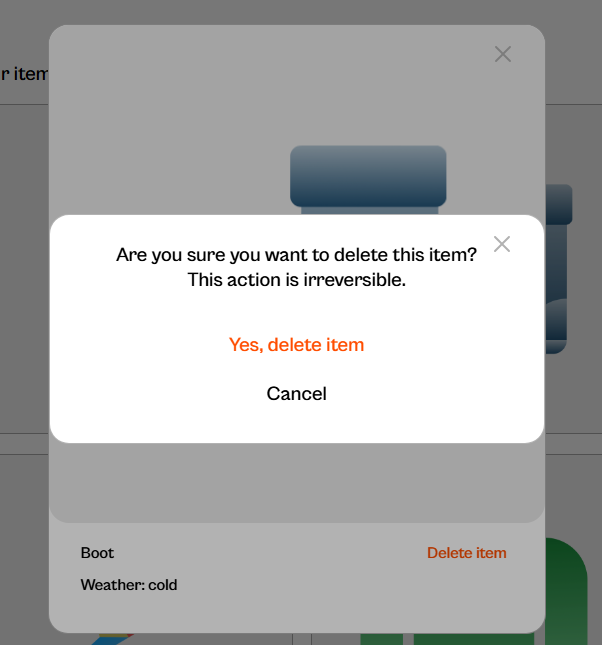 r item
Are you sure you want to delete this item?
This action is irreversible.
Yes, delete item
Cancel
Boot
Delete item
Weather: cold